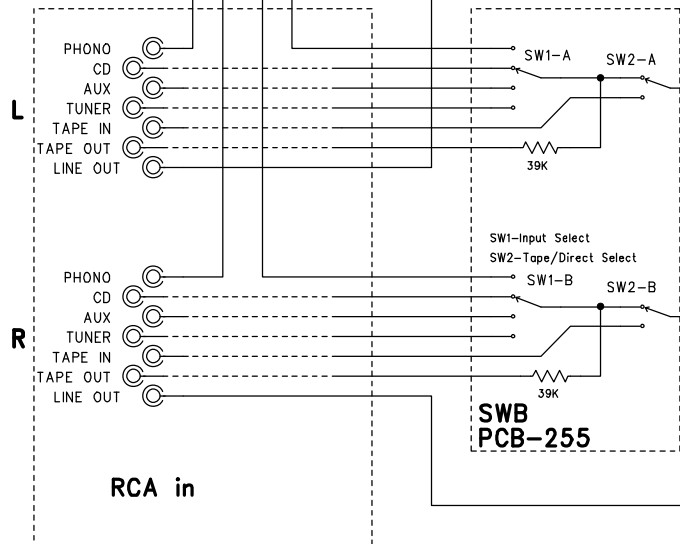 PHONO
CD
AUX
TUNER
TAPE IN
TAPE OUT
LINE OUT
L
SW1-A
SW2-A
39K
SW1-Input Select
SW2-Tape/Direct Select
PHONO
CD
AUX
TUNER
TAPE IN
TAPE OUT
LINE OUT
R
SW1-B
SW2-B
39K
SWB
PCB-255
RCA in